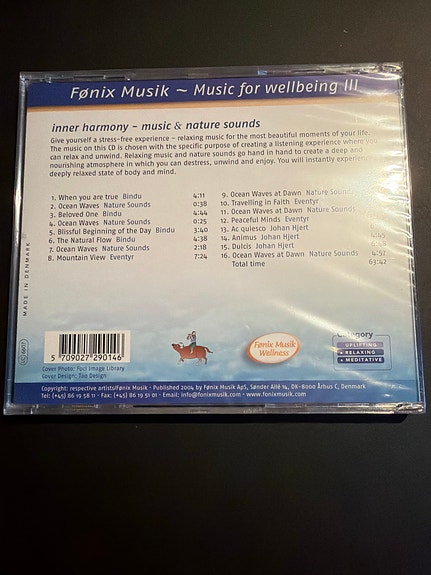 Fønix Musik ~ Music for wellbeing III
inner harmony – music & nature sounds
Give yourself a stress-free experience – relaxing music for the most beautiful moments of your life.
The music on this CD is chosen with the specific purpose of creating a listening experience where you
can relax and unwind. Relaxing music and nature sounds go hand in hand to create a deep and
nourishing atmosphere in which you can destress, unwind and enjoy. You will instantly experience
deeply relaxed state of body and mind.
1. When you are true Bindu 4:11
2. Ocean Waves Nature Sounds 0:38
3. Beloved One Bindu 4:44
4. Ocean Waves Nature Sounds 0:25
5. Blissful Beginning of the Day Bindu 3:40
6. The Natural Flow Bindu 4:38
7. Ocean Waves Nature Sounds 2:18
8. Mountain View Eventyr 7:24
9. Ocean Waves at Dawn Nature Sounds
10. Travelling in Faith Eventyr
11. Ocean Waves at Dawn Nature Sounds
12. Peaceful Minds Eventyr
13. Ac quiesco Johan Hjert
14. Animus Johan Hjert
15. Dulcis Johan Hjert
16. Ocean Waves at Dawn Nature Sounds 4:52
Total time 63:42
MADE IN DENMARK
LC 6677
5 709027 290146
Cover Photo: Foci Image Library
Cover Design: Tao Design
Fønix Musik
Wellness
Category
UPLIFTING
RELAXING
MEDITATIVE
Copyright: respective artists/Fønix Musik · Published 2004 by Fønix Musik ApS, Sønder Allé 14, DK-8000 Århus C, Denmark
Tel: (+45) 86 19 58 11 · Fax: (+45) 86 19 51 01 · Email: info@fonixmusik.com · www.fonixmusik.com